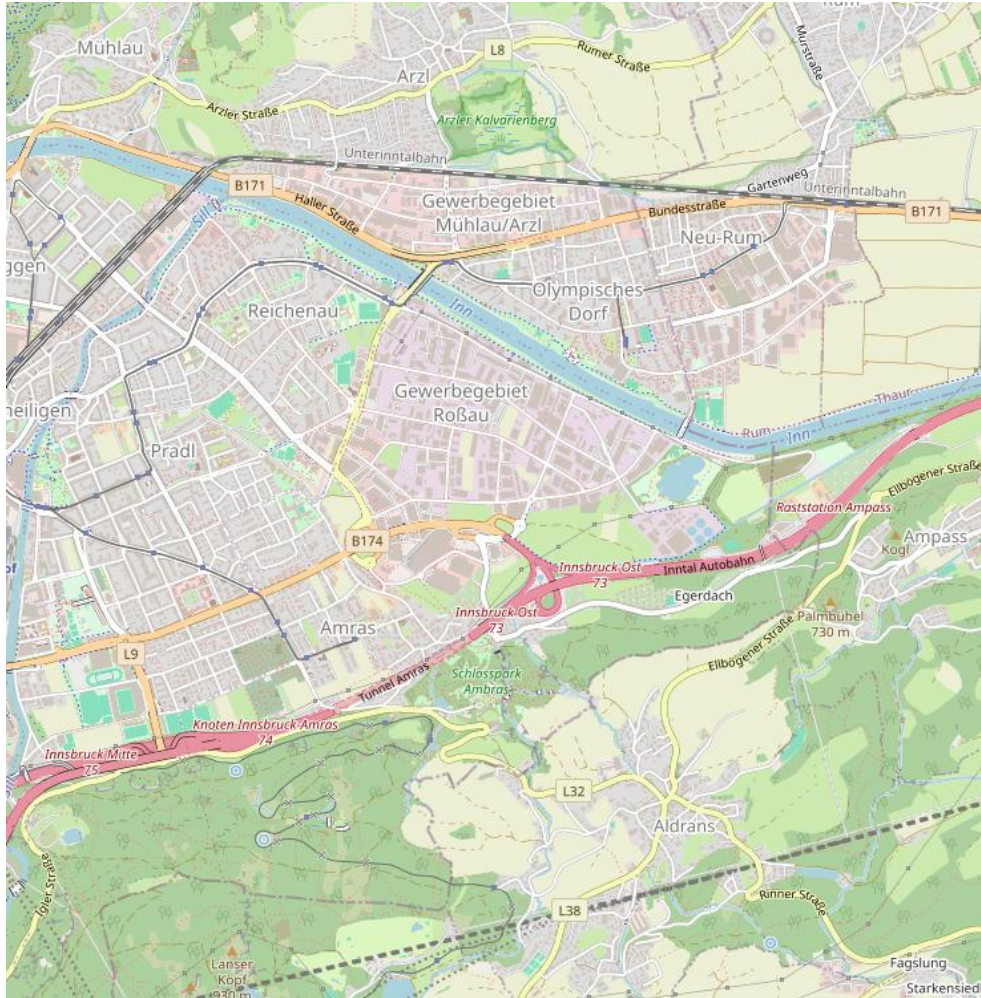 Rum
Mühlau
L8
Rumer Straße
Murstraße
Arzl
Arzler Straße
Arzler Kalvarienberg
Unterinntalbahn
Gartenweg
Unterinntalbahn
B171
Haller Straße
Gewerbegebiet
Mühlau/Arzl
Bundesstraße
B171
Sill
Neu-Rum
ggen
Inn
Olympisches
Dorf
Reichenau
Gewerbegebiet
Roßau
Thaur
heiligen
Rum
Inn
Pradl
Ellbögener Straße
Raststation Ampass
B174
Ampass
Kogl
of
Innsbruck Ost
73
Inntal Autobahn
Egerdach
Innsbruck Ost
73
Palmbühel
730 m
Amras
L9
Ellbögener Straße
Schlosspark
Ambras
Tunnel Amras
Knoten Innsbruck-Amras
74
Innsbruck-Mitte
75
L32
Aldrans
Igler Straße
Rinner Straße
L38
Lanser
Kopf
930 m
Fagslung
Starkensied